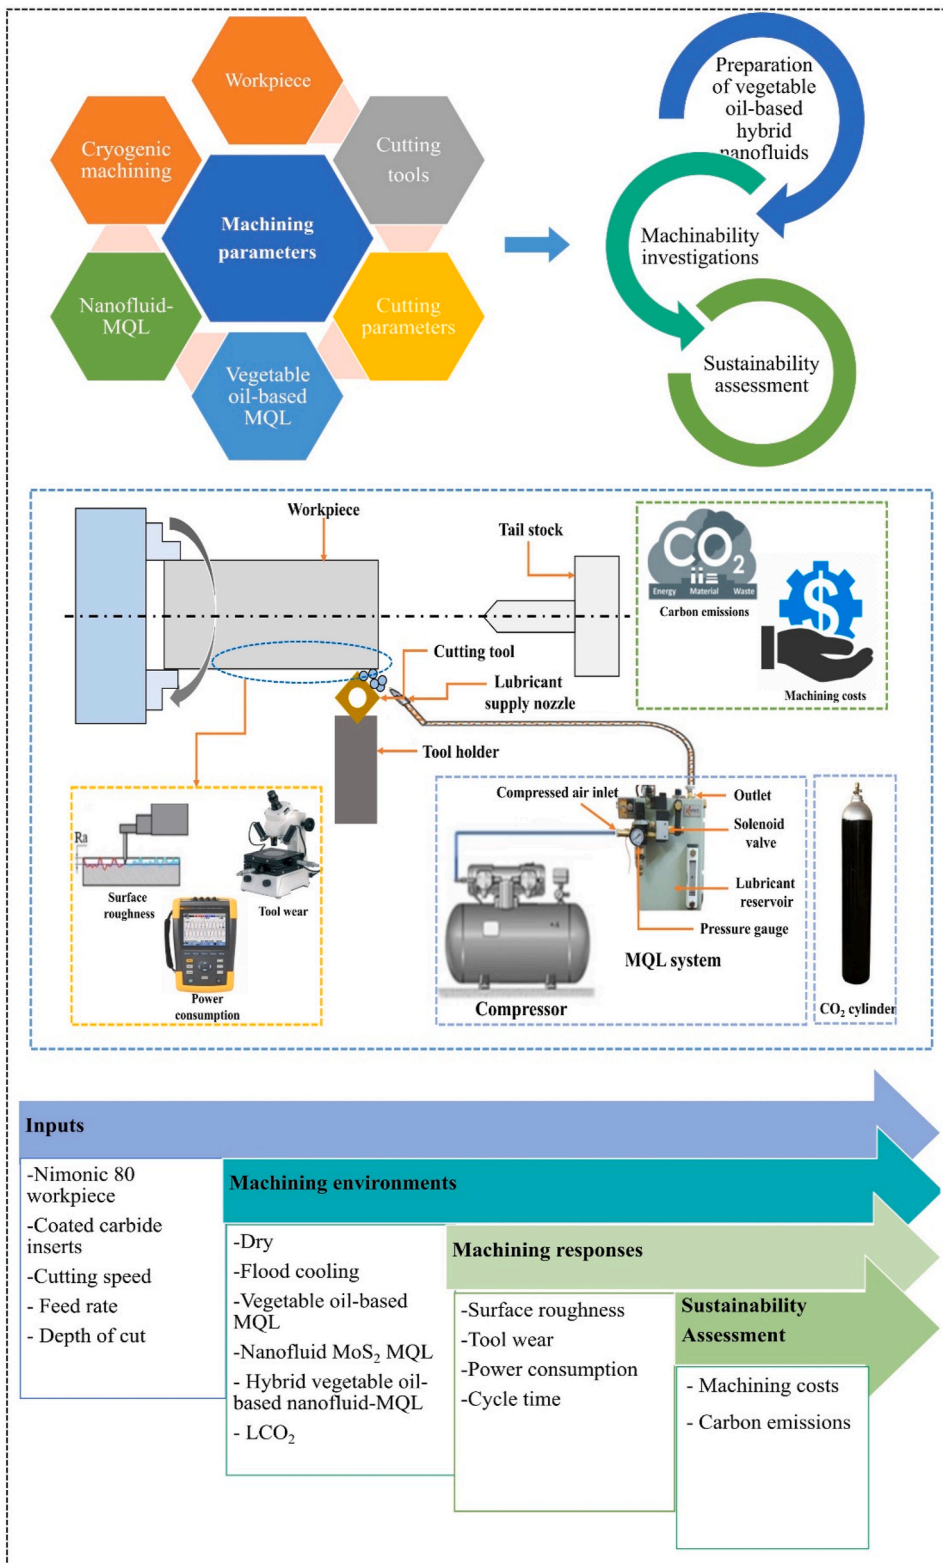 Workpiece
Cryogenic
machining
Cutting
tools
Machining
parameters
Nanofluid-
MQL
Cutting
parameters
Vegetable
oil-based
MQL
Preparation
of vegetable
oil-based
hybrid
nanofluids
Machinability
investigations
Sustainability
assessment
Workpiece
Tail stock
CO2
Energy Material Waste
Carbon emissions
$
Machining costs
Cutting tool
Lubricant
supply nozzle
Tool holder
Ra
Surface
roughness
Tool wear
Power
consumption
Compressed air inlet
Outlet
Solenoid
valve
Lubricant
reservoir
Pressure gauge
MQL system
Compressor
CO₂ cylinder
Inputs
-Nimonic 80
workpiece
-Coated carbide
inserts
-Cutting speed
- Feed rate
- Depth of cut
Machining environments
-Dry
-Flood cooling
-Vegetable oil-based
MQL
-Nanofluid MoS₂ MQL
- Hybrid vegetable oil-
based nanofluid-MQL
- LCO₂
Machining responses
-Surface roughness
-Tool wear
-Power consumption
-Cycle time
Sustainability
Assessment
- Machining costs
- Carbon emissions